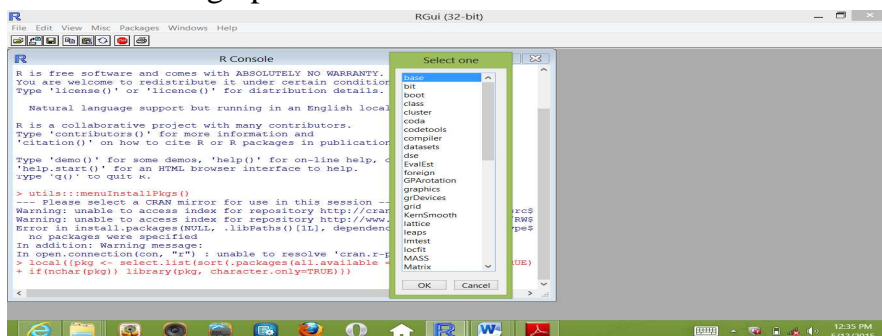 RGui (32-bit)
File Edit View Misc Packages Windows Help
R Console
R is free software and comes with ABSOLUTELY NO WARRANTY.
You are welcome to redistribute it under certain condition
Type 'license()' or 'licence()' for distribution details.
Natural language support but running in an English local
R is a collaborative project with many contributors.
Type 'contributors()' for more information and
'citation()' on how to cite R or R packages in publication
Type 'demo()' for some demos, 'help()' for on-line help, o
'help.start()' for an HTML browser interface to help.
Type 'q()' to quit R.
> utils:::menuInstallPkgs()
--- Please select a CRAN mirror for use in this session --
Warning: unable to access index for repository http://cran
Warning: unable to access index for repository http://www.
Error in install.packages(NULL, .libPaths()[1L], dependenc
no packages were specified
In addition: Warning message:
In open.connection(con, "r") : unable to resolve 'cran.r-p
> local({pkg <- select.list(sort(.packages(all.available =
+ if(nchar(pkg)) library(pkg, character.only=TRUE)})
Select one
base
bit
boot
class
cluster
coda
codetools
compiler
datasets
dse
EvalEst
foreign
GPArotation
graphics
grDevices
grid
KernSmooth
lattice
leaps
lmtest
locfit
MASS
Matrix
OK Cancel
rc$
RW$
pe$
UE)
12:35 PM